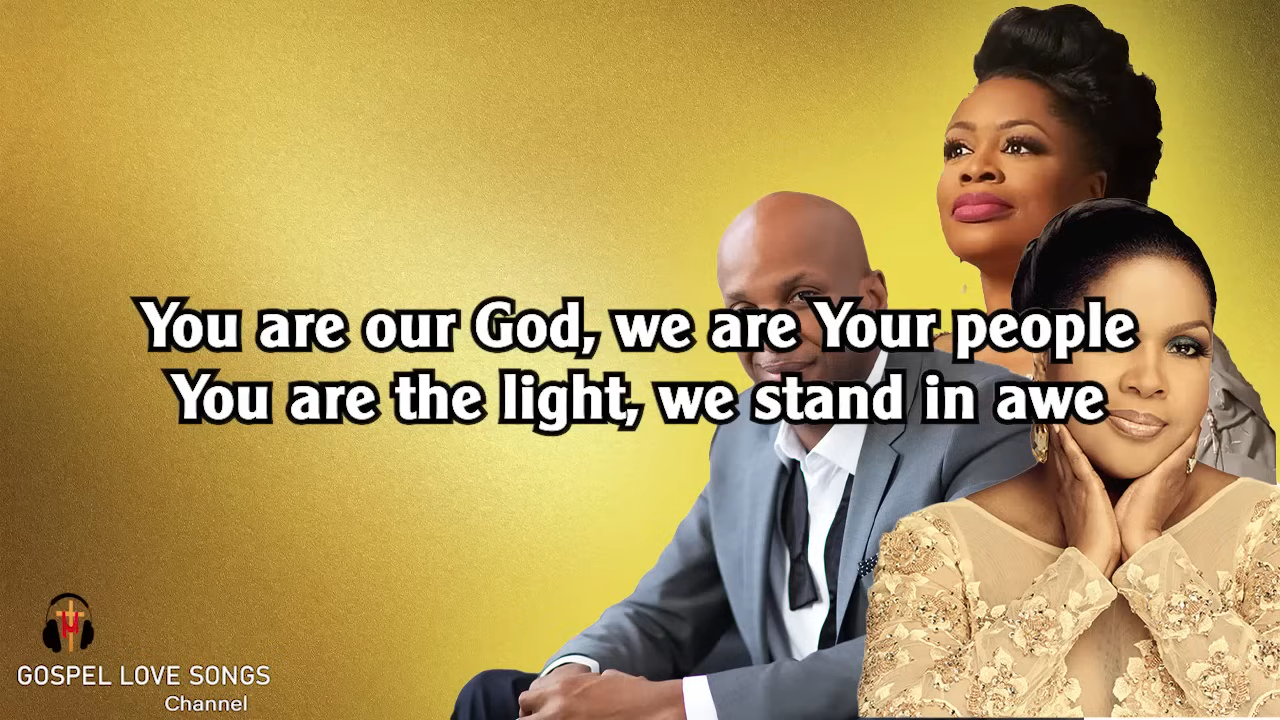 You are our God, we are Your people
You are the light, we stand in awe
GOSPEL LOVE SONGS
Channel